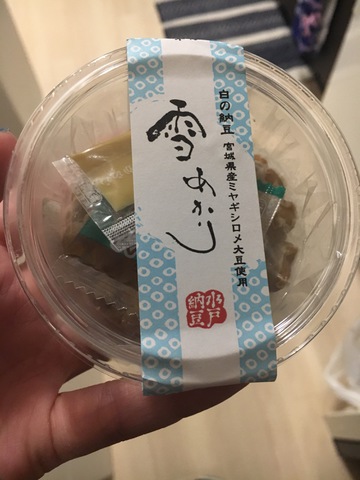 白の納豆 宮城県産ミヤギシロメ大豆使用
雪あかり
水戸
納豆